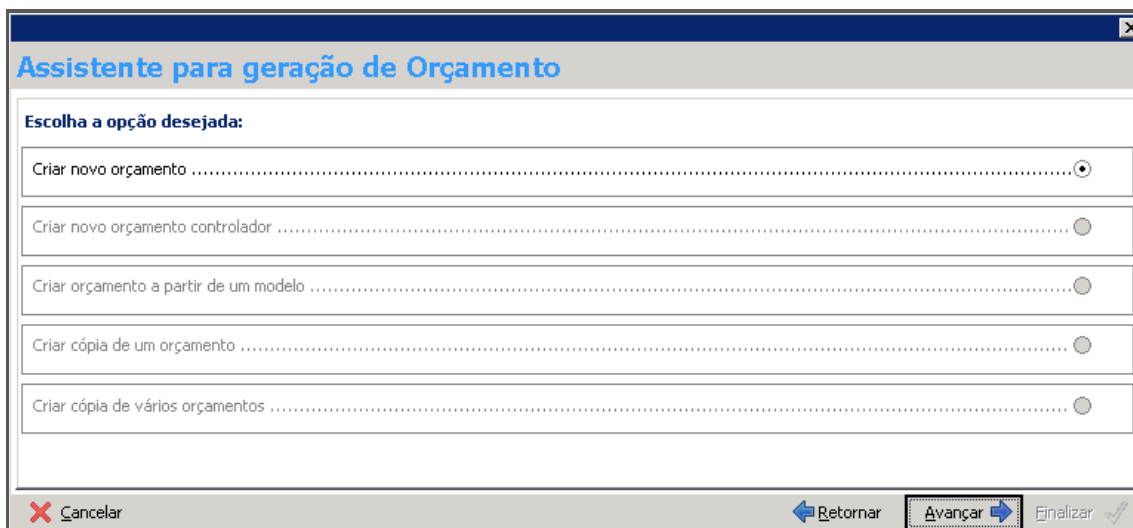 Assistente para geração de Orçamento
Escolha a opção desejada:
Criar novo orçamento
Criar novo orçamento controlador
Criar orçamento a partir de um modelo
Criar cópia de um orçamento
Criar cópia de vários orçamentos
Cancelar Retornar Avançar Finalizar